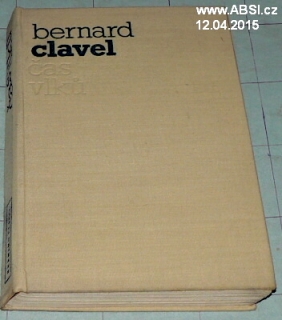 www.ABSI.cz
12.04.2015
bernard
clavel
čas
vlků